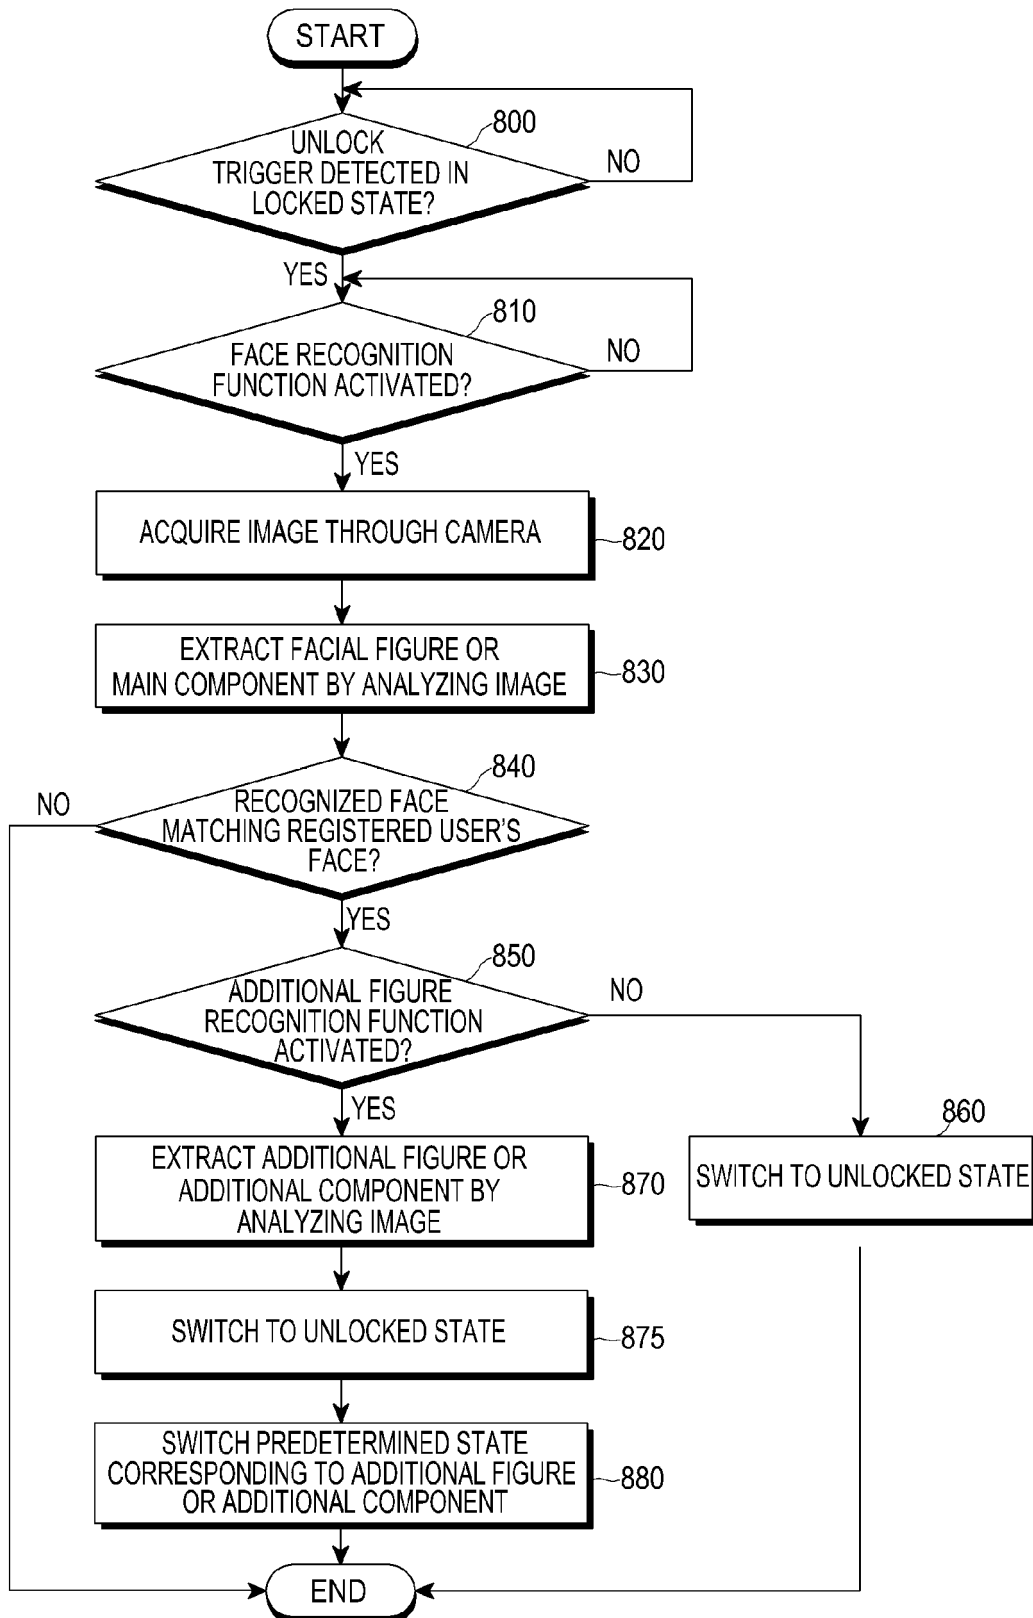 START
800
UNLOCK
TRIGGER DETECTED IN
LOCKED STATE?
NO
YES
810
FACE RECOGNITION
FUNCTION ACTIVATED?
NO
YES
ACQUIRE IMAGE THROUGH CAMERA
820
EXTRACT FACIAL FIGURE OR
MAIN COMPONENT BY ANALYZING IMAGE
830
840
NO
RECOGNIZED FACE
MATCHING REGISTERED USER'S
FACE?
YES
850
ADDITIONAL FIGURE
RECOGNITION FUNCTION
ACTIVATED?
NO
YES
860
SWITCH TO UNLOCKED STATE
EXTRACT ADDITIONAL FIGURE OR
ADDITIONAL COMPONENT BY
ANALYZING IMAGE
870
SWITCH TO UNLOCKED STATE
875
SWITCH PREDETERMINED STATE
CORRESPONDING TO ADDITIONAL FIGURE
OR ADDITIONAL COMPONENT
880
END